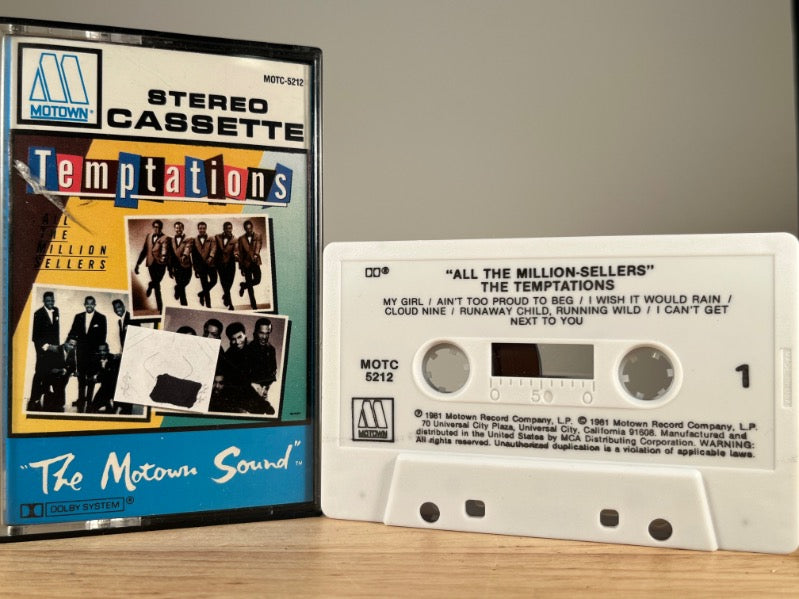 MOTOWN®
MOTC-5212
STEREO
CASSETTE
Temptations
ALL
THE
MILLION
SELLERS
"The Motown Sound"™
DOLBY SYSTEM®
"ALL THE MILLION-SELLERS"
THE TEMPTATIONS
MY GIRL / AIN'T TOO PROUD TO BEG / I WISH IT WOULD RAIN /
CLOUD NINE / RUNAWAY CHILD, RUNNING WILD / I CAN'T GET
NEXT TO YOU
MOTC
5212
0 50 0
1
MOTOWN
℗ 1981 Motown Record Company, L.P. © 1981 Motown Record Company, L.P.
70 Universal City Plaza, Universal City, California 91608. Manufactured and
distributed in the United States by MCA Distributing Corporation. WARNING:
All rights reserved. Unauthorized duplication is a violation of applicable laws.